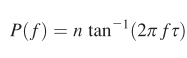 P(f) = n tan⁻¹(2π fτ)